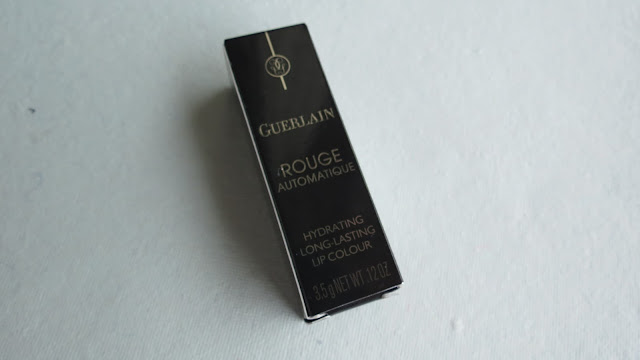 GUERLAIN
ROUGE
AUTOMATIQUE
HYDRATING
LONG-LASTING
LIP COLOUR
3,5g NET WT. .12 OZ.